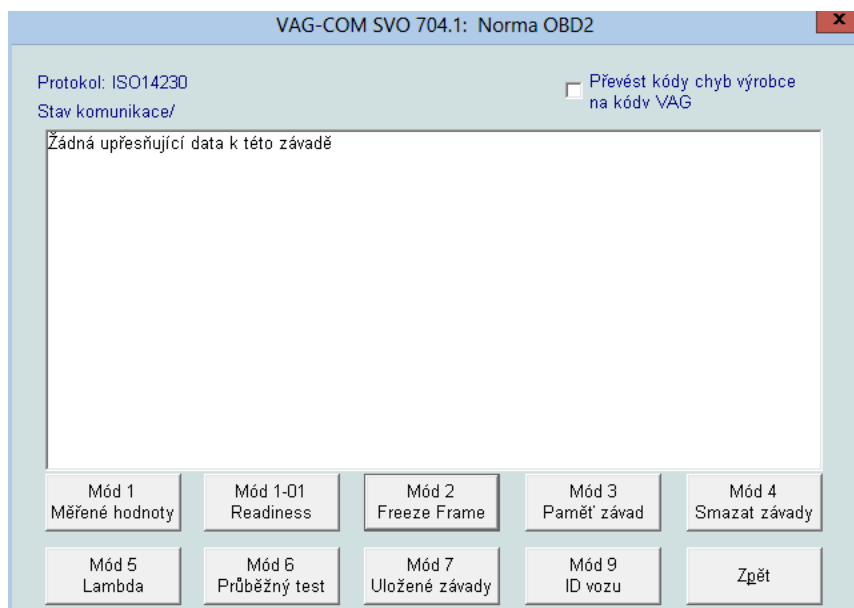 VAG-COM SVO 704.1: Norma OBD2
x
Protokol: ISO14230
Stav komunikace/
Převést kódy chyb výrobce
na kódv VAG
Žádná upřesňující data k této závadě
Mód 1
Měřené hodnoty
Mód 1-01
Readiness
Mód 2
Freeze Frame
Mód 3
Paměť závad
Mód 4
Smazat závady
Mód 5
Lambda
Mód 6
Průběžný test
Mód 7
Uložené závady
Mód 9
ID vozu
Zpět